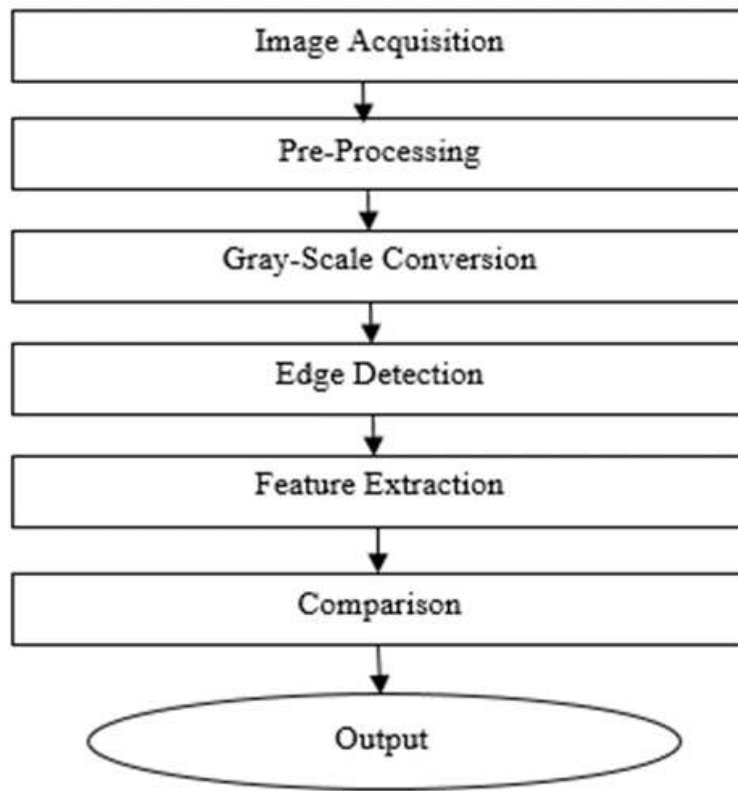 Image Acquisition
Pre-Processing
Gray-Scale Conversion
Edge Detection
Feature Extraction
Comparison
Output